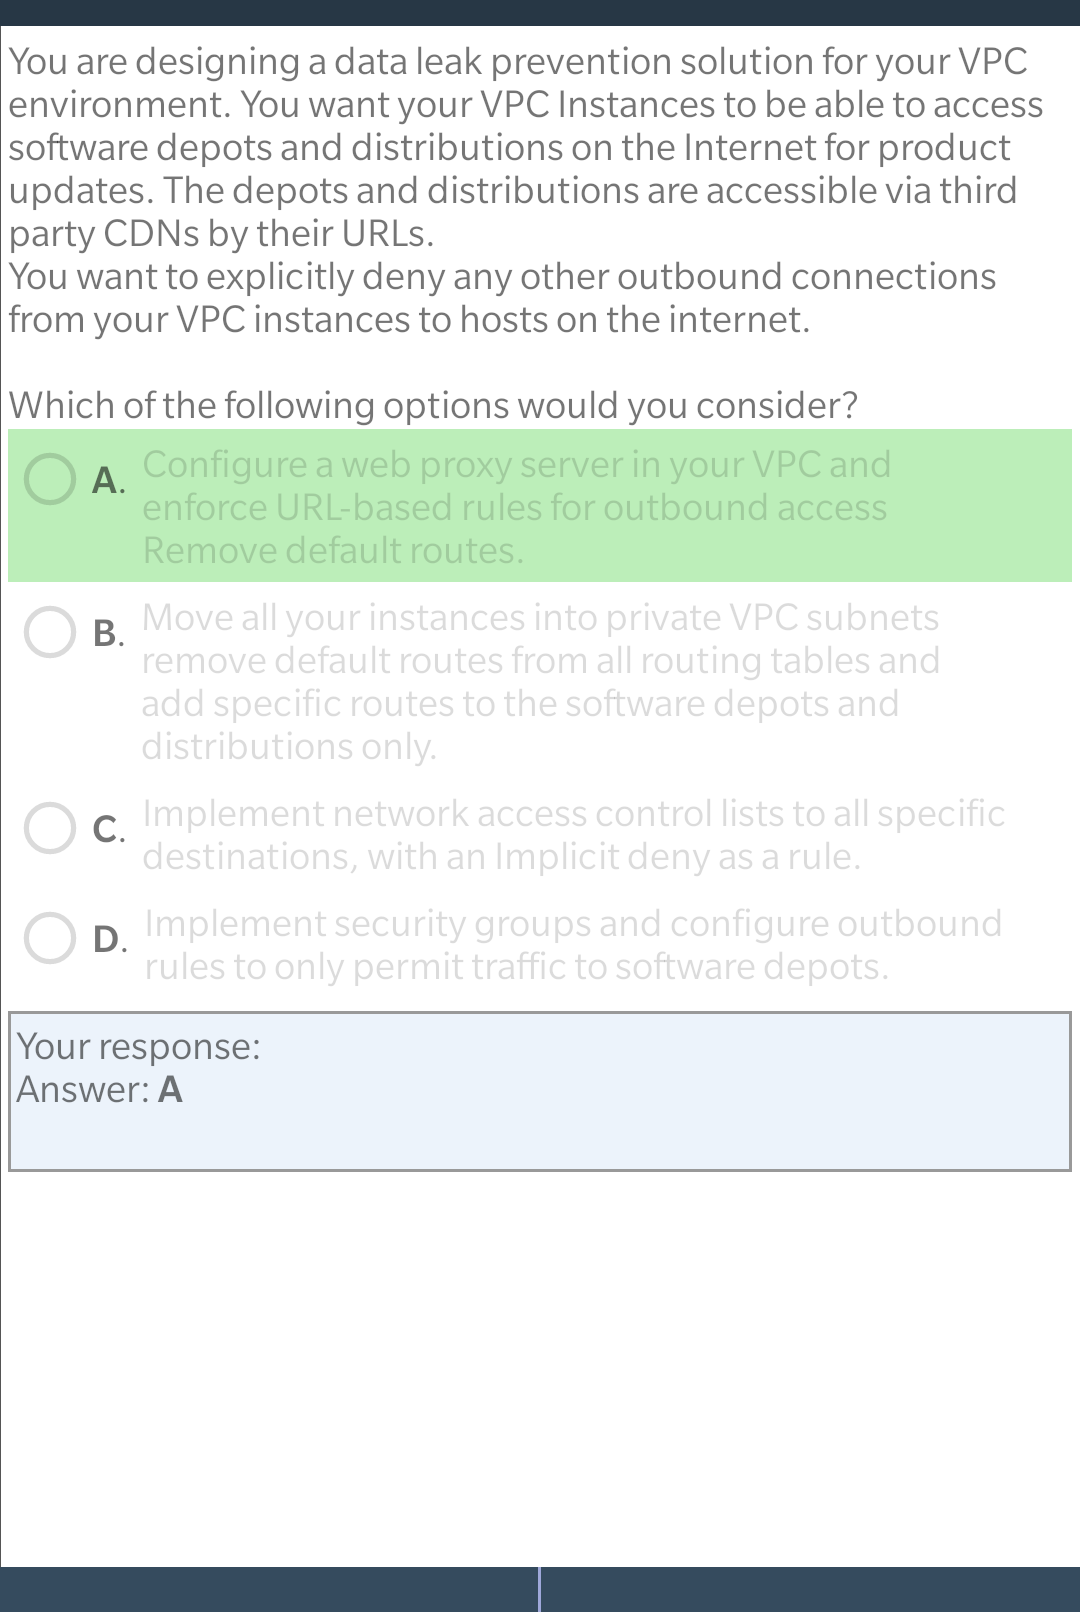 You are designing a data leak prevention solution for your VPC
environment. You want your VPC Instances to be able to access
software depots and distributions on the Internet for product
updates. The depots and distributions are accessible via third
party CDNs by their URLs.
You want to explicitly deny any other outbound connections
from your VPC instances to hosts on the internet.
Which of the following options would you consider?
A. Configure a web proxy server in your VPC and
enforce URL-based rules for outbound access
Remove default routes.
B. Move all your instances into private VPC subnets
remove default routes from all routing tables and
add specific routes to the software depots and
distributions only.
C. Implement network access control lists to all specific
destinations, with an Implicit deny as a rule.
D. Implement security groups and configure outbound
rules to only permit traffic to software depots.
Your response:
Answer: A